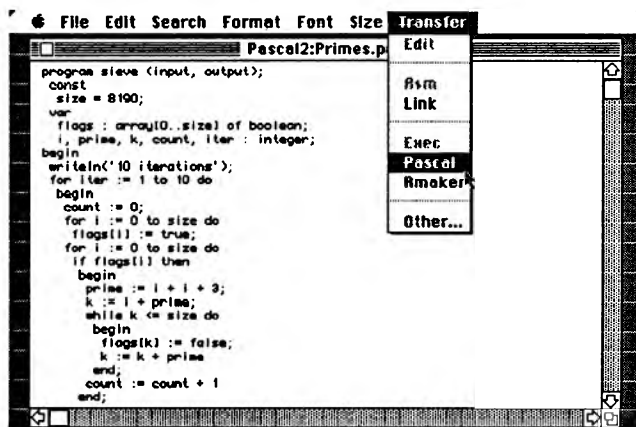 File Edit Search Format Font Size Transfer
Pascal2:Primes.p
Edit
Asm
Link
Exec
Pascal
Rmaker
Other...
program sieve (input, output);
const
size = 8190;
var
flags : array[0..size] of boolean;
i, prime, k, count, iter : integer;
begin
writeln('10 iterations');
for iter := 1 to 10 do
begin
count := 0;
for i := 0 to size do
flags[i] := true;
for i := 0 to size do
if flags[i] then
begin
prime := i + i + 3;
k := i + prime;
while k <= size do
begin
flags[k] := false;
k := k + prime
end;
count := count + 1
end;